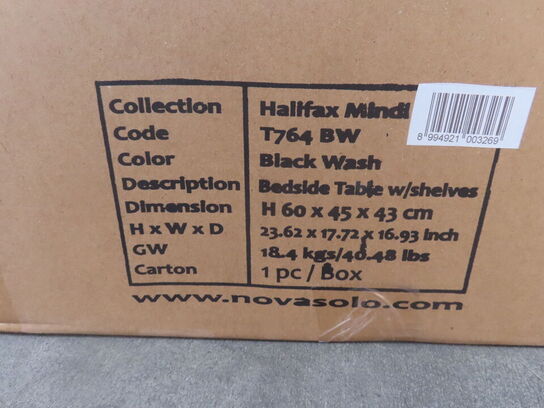 Collection Halifax Mindi
Code T764 BW
Color Black Wash
Description Bedside Table w/shelves
Dimension H 60 x 45 x 43 cm
H x W x D 23.62 x 17.72 x 16.93 inch
GW 18.4 kgs/40.48 lbs
Carton 1 pc / Box
www.novasolo.com
8 994921 003269